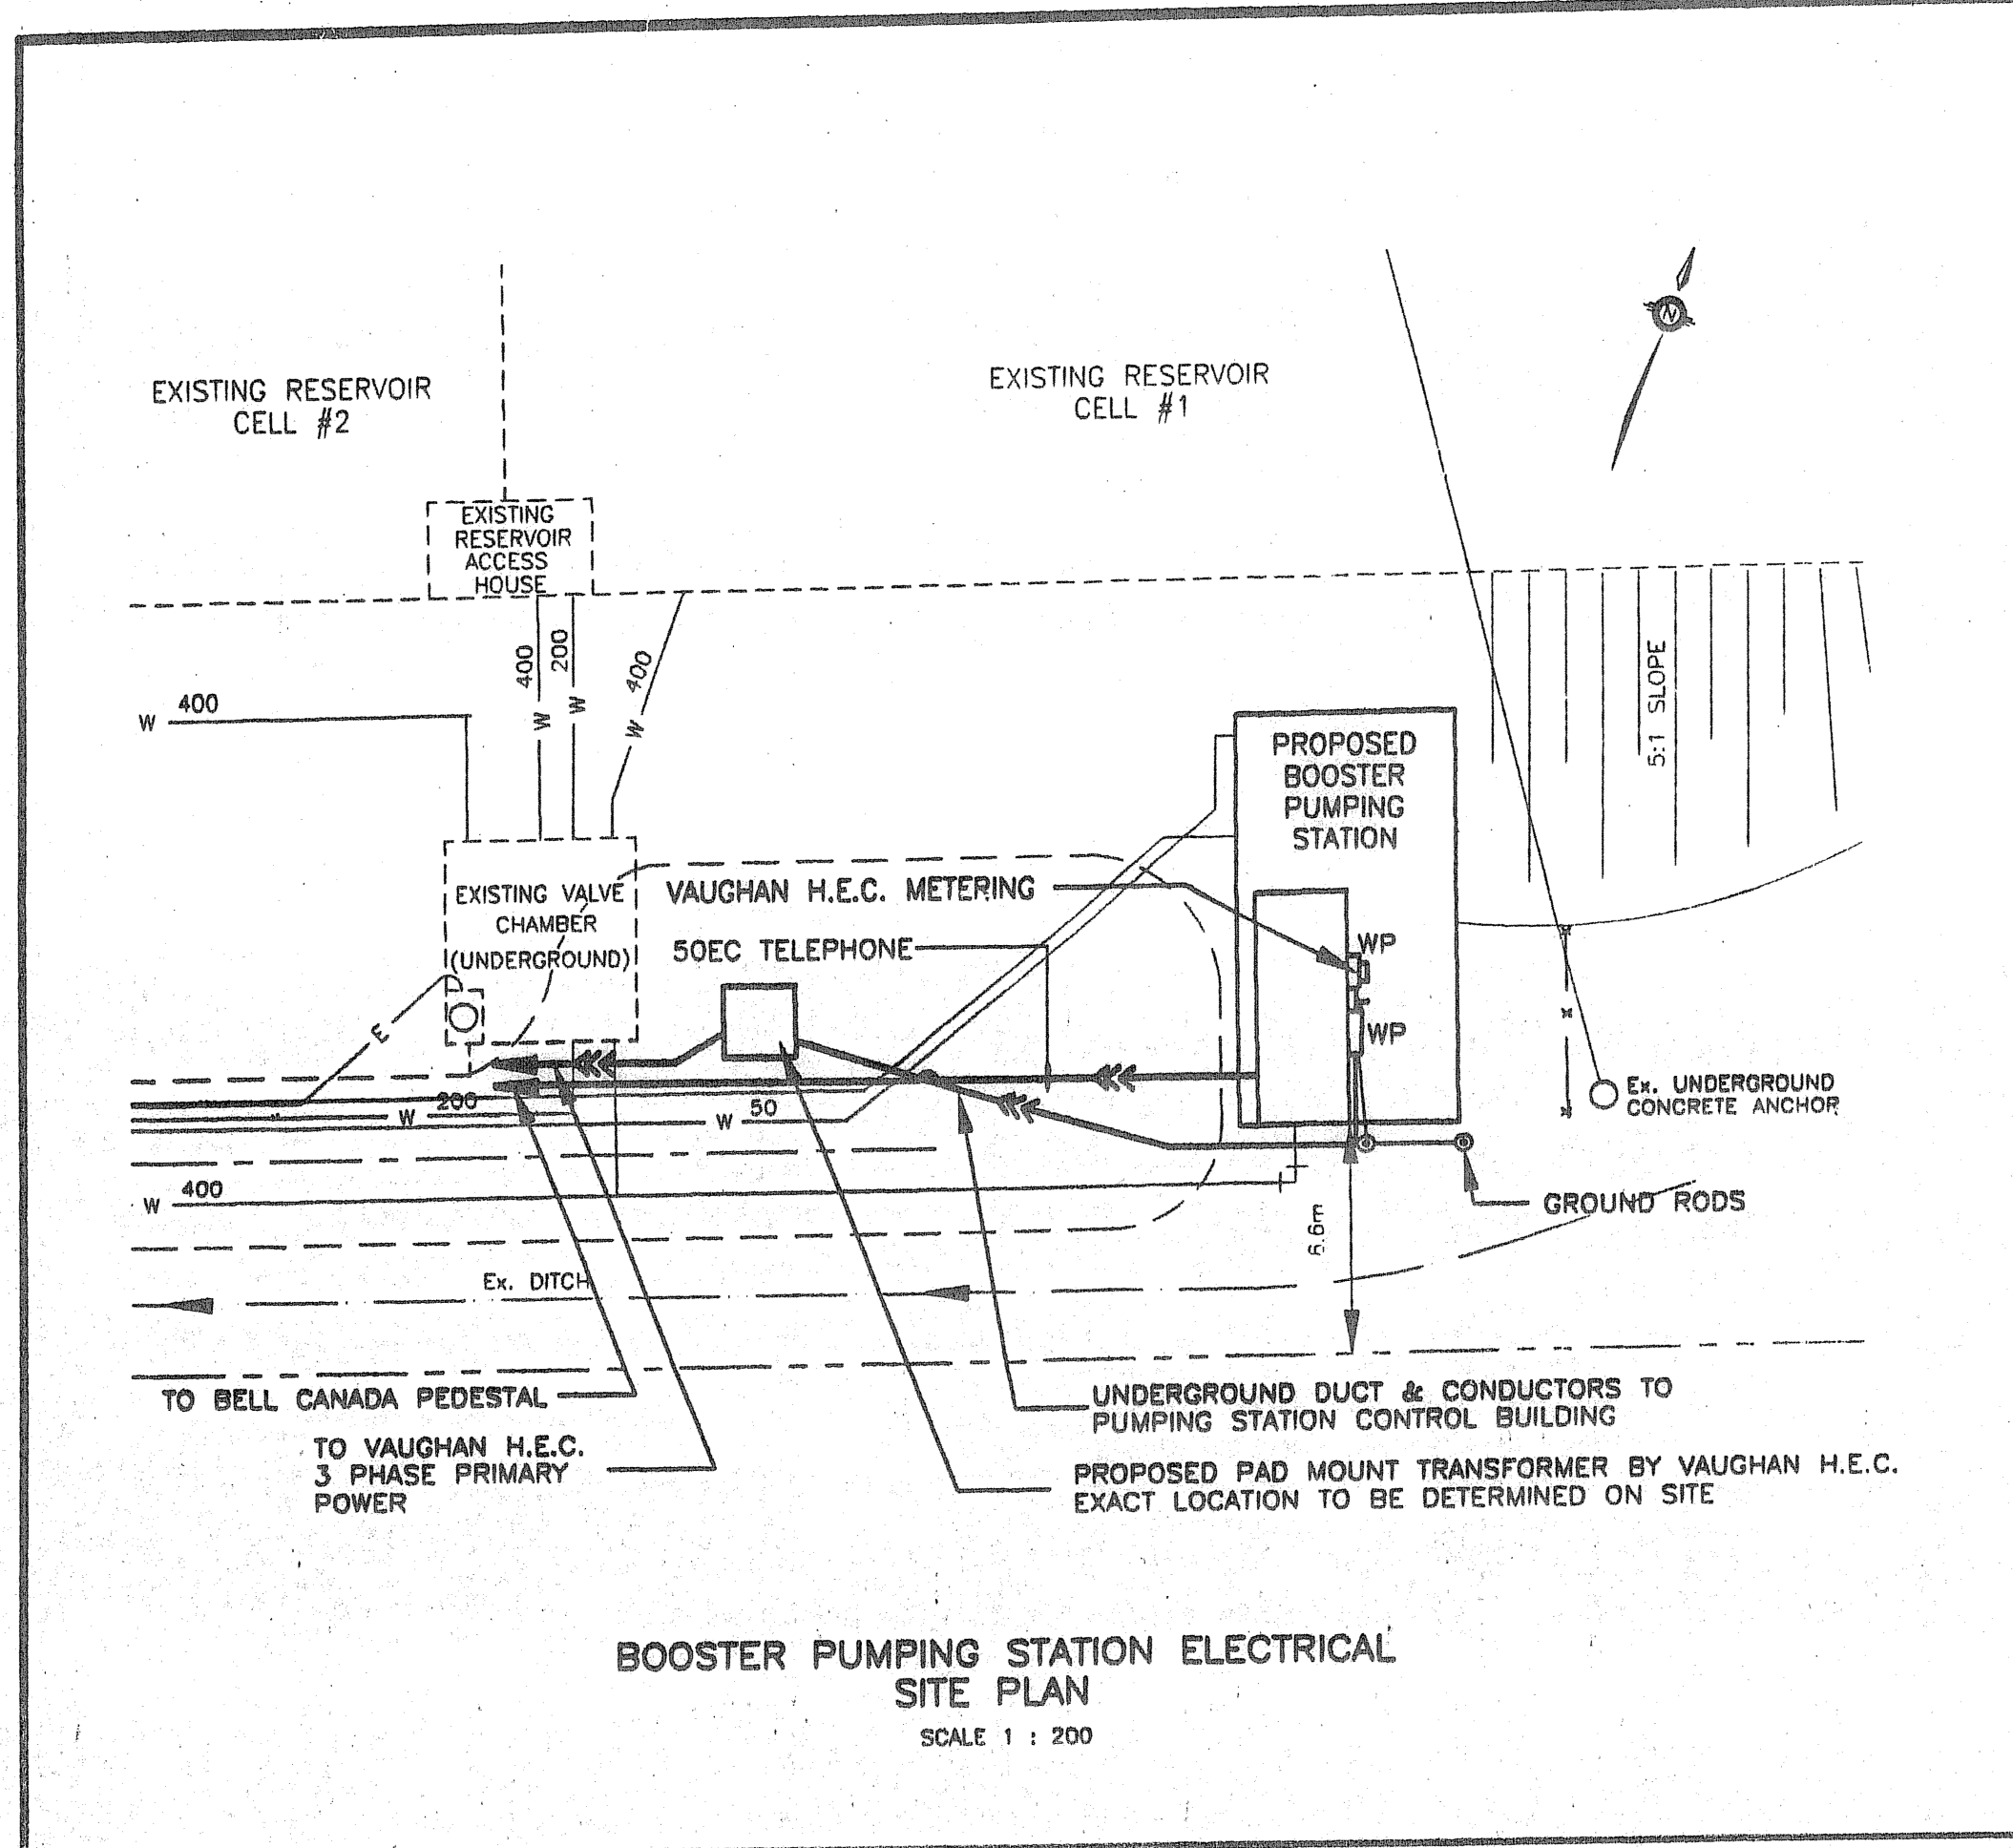 N
EXISTING RESERVOIR
CELL #2
EXISTING RESERVOIR
CELL #1
EXISTING
RESERVOIR
ACCESS
HOUSE
400
W
200
W
400
W
W 400
5:1 SLOPE
PROPOSED
BOOSTER
PUMPING
STATION
EXISTING VALVE
CHAMBER
(UNDERGROUND)
VAUGHAN H.E.C. METERING
50EC TELEPHONE
WP
WP
E
Ex. UNDERGROUND
CONCRETE ANCHOR
W 200
W 50
W 400
GROUND RODS
6.6m
Ex. DITCH
TO BELL CANADA PEDESTAL
TO VAUGHAN H.E.C.
3 PHASE PRIMARY
POWER
UNDERGROUND DUCT & CONDUCTORS TO
PUMPING STATION CONTROL BUILDING
PROPOSED PAD MOUNT TRANSFORMER BY VAUGHAN H.E.C.
EXACT LOCATION TO BE DETERMINED ON SITE
BOOSTER PUMPING STATION ELECTRICAL
SITE PLAN
SCALE 1 : 200